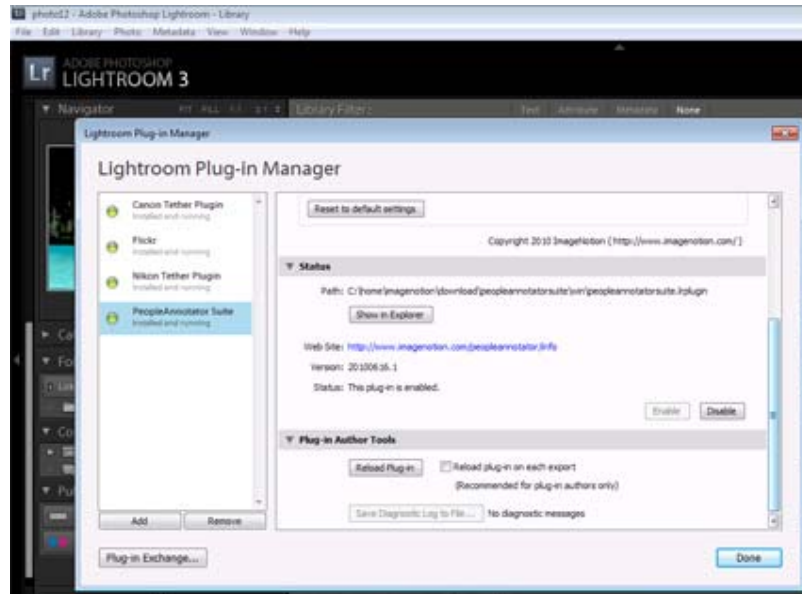 photo12 - Adobe Photoshop Lightroom - Library
File Edit Library Photo Metadata View Window Help
ADOBE PHOTOSHOP
Lr LIGHTROOM 3
Navigator FIT FILL Library Filter: Text Attribute Metadata None
Lightroom Plug-in Manager
Lightroom Plug-in Manager
Canon Tether Plugin
Installed and running
Flickr
Installed and running
Nikon Tether Plugin
Installed and running
PeopleAnnotator Suite
Installed and running
Add Remove
Reset to default settings
Copyright 2010 ImageNotion (http://www.imagenotion.com/)
Status
Path: C:\home\imagenotion\download\peopleannotatorsuite\win\peopleannotatorsuite.lrplugin
Show in Explorer
Web Site: http://www.imagenotion.com/peopleannotator/info
Version: 20100616.1
Status: This plug-in is enabled.
Enable Disable
Plug-in Author Tools
Reload Plug-in Reload plug-in on each export
(Recommended for plug-in authors only)
Save Diagnostic Log to File... No diagnostic messages
Plug-in Exchange... Done